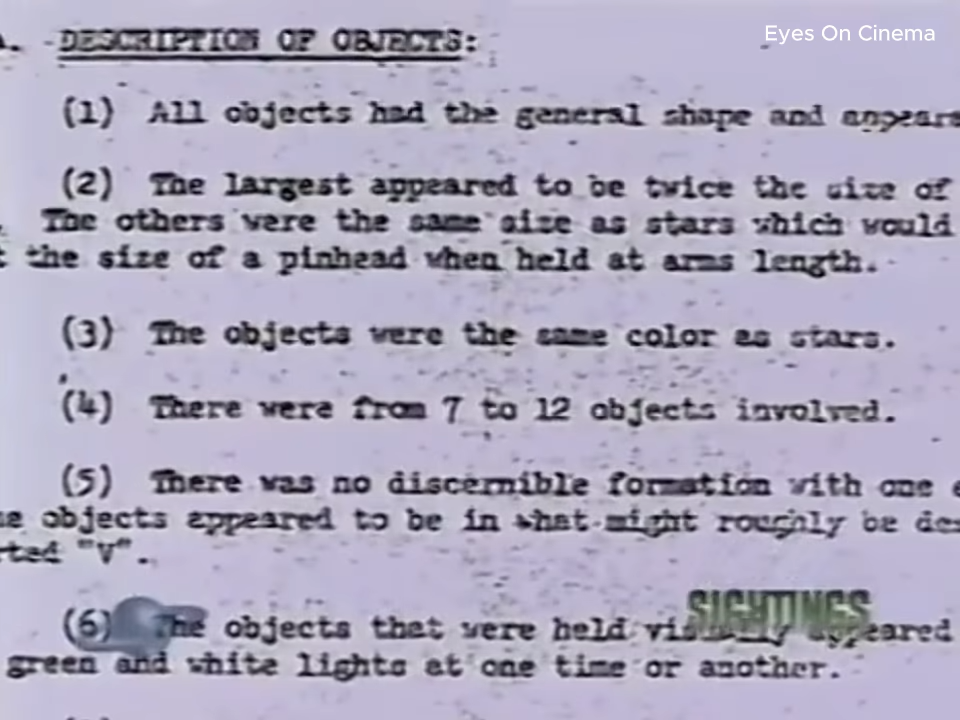 Eyes On Cinema
A. DESCRIPTION OF OBJECTS:
(1) All objects had the general shape and appear
(2) The largest appeared to be twice the size of
The others were the same size as stars which would
the size of a pinhead when held at arms length.
(3) The objects were the same color as stars.
(4) There were from 7 to 12 objects involved.
(5) There was no discernible formation with one e
objects appeared to be in what might roughly be des
rted "V".
(6) The objects that were held visually appeared
green and white lights at one time or another.
SIGHTINGS